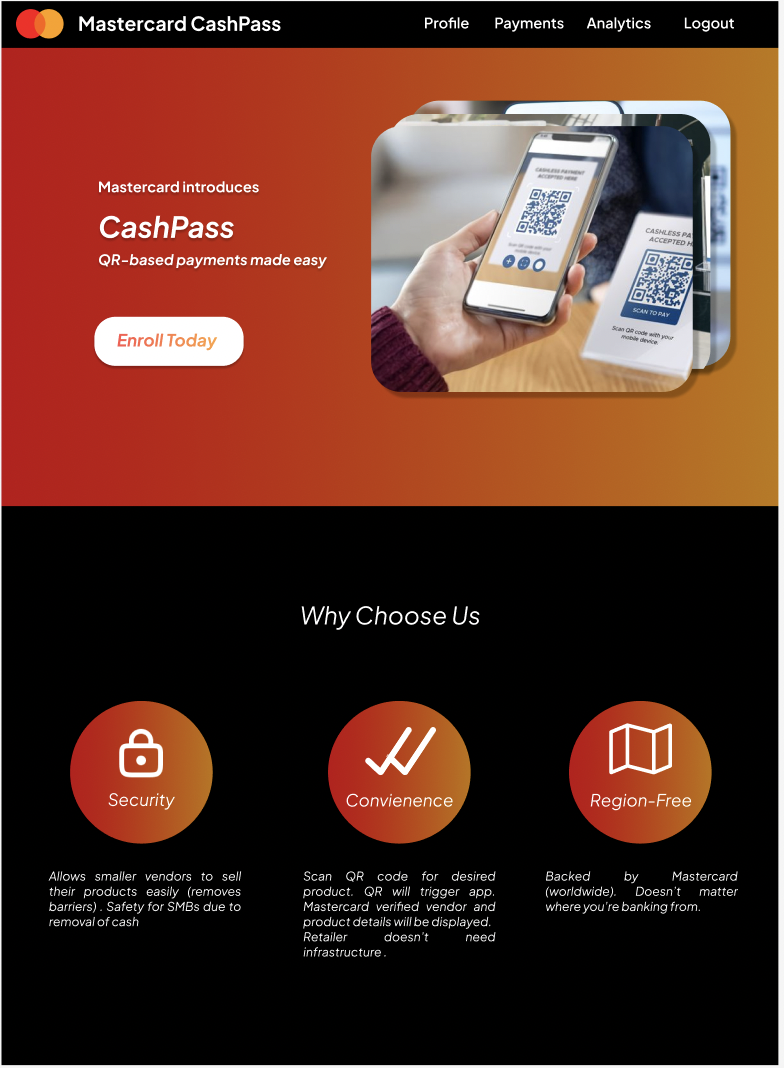 Mastercard CashPass
Profile Payments Analytics Logout
Mastercard introduces
CashPass
QR-based payments made easy
Enroll Today
CASHLESS PAYMENT
ACCEPTED HERE
Scan QR code with your
mobile device.
CASHLESS PA
ACCEPTED H
SCAN TO PAY
Scan QR code with your
mobile device.
Why Choose Us
Security
Convienence
Region-Free
Allows smaller vendors to sell
their products easily (removes
barriers) . Safety for SMBs due to
removal of cash
Scan QR code for desired
product. QR will trigger app.
Mastercard verified vendor and
product details will be displayed.
Retailer doesn't need
infrastructure .
Backed by Mastercard
(worldwide). Doesn't matter
where you're banking from.